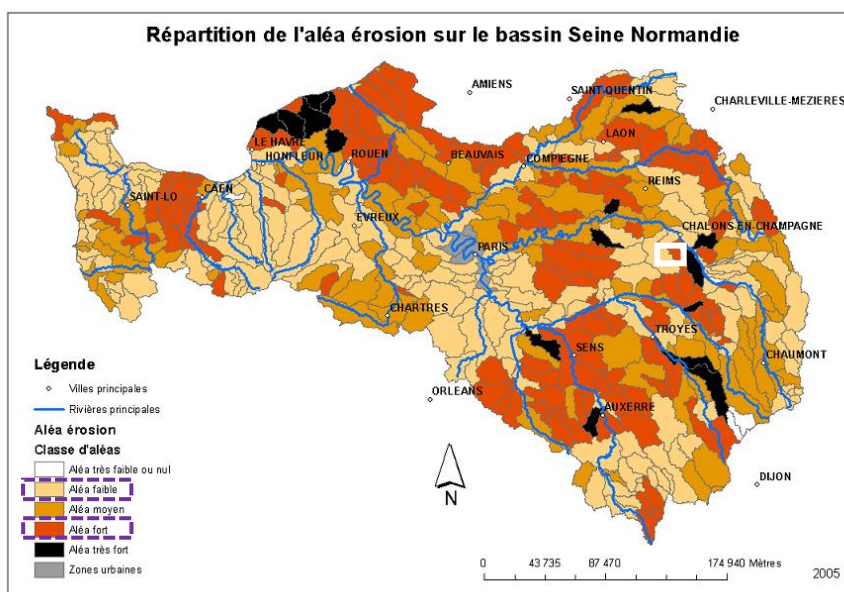 Répartition de l'aléa érosion sur le bassin Seine Normandie
AMIENS
SAINT-QUENTIN
CHARLEVILLE-MEZIERES
LAON
LE HAVRE
HONFLEUR
ROUEN
BEAUVAIS
COMPIEGNE
REIMS
SAINT-LO
CAEN
EVREUX
PARIS
CHALONS-EN-CHAMPAGNE
CHARTRES
TROYES
SENS
CHAUMONT
ORLEANS
AUXERRE
DIJON
Légende
Villes principales
Rivières principales
Aléa érosion
Classe d'aléas
Aléa très faible ou nul
Aléa faible
Aléa moyen
Aléa fort
Aléa très fort
Zones urbaines
N
0 43 735 87 470 174 940 Mètres
2005